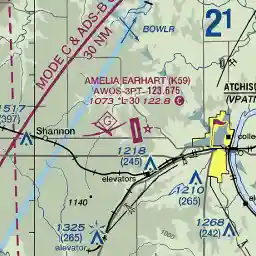 MODE C & ADS-B
30 NM
BOWLR
21
AMELIA EARHART (K59)
AWOS-3PT 123.675
1073 *L 30 122.8 C
ATCHISO
(VPATC
1517
(397)
Shannon
G
1218
(245)
elevators
colle
1210
(265)
1140
1325
(265)
elevator
1268
(242)